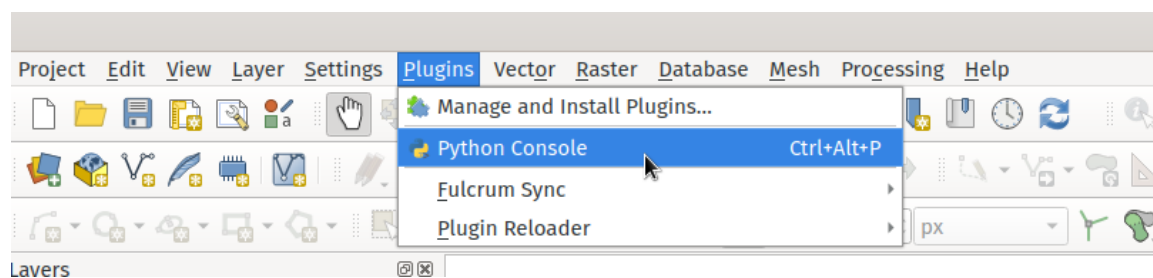 Project Edit View Layer Settings Plugins Vector Raster Database Mesh Processing Help
a
Manage and Install Plugins...
Python Console Ctrl+Alt+P
Fulcrum Sync
Plugin Reloader
px
Layers